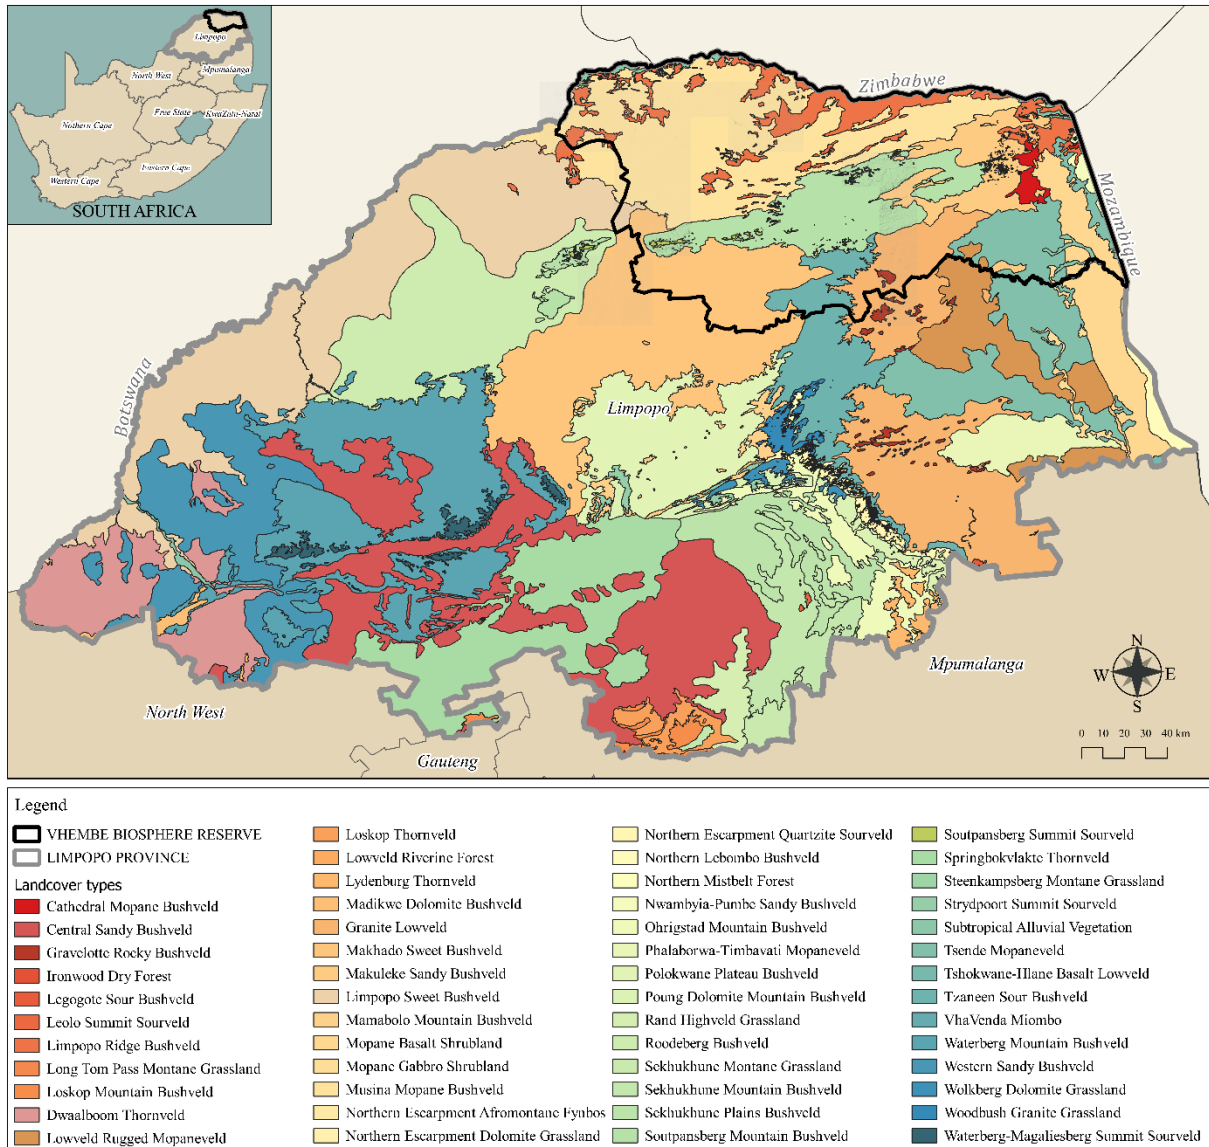 Limpopo
North West
Mpumalanga
Free State
KwaZulu-Natal
Nothern Cape
Eastern Cape
Western Cape
SOUTH AFRICA
Zimbabwe
Mozambique
Botswana
Limpopo
Mpumalanga
North West
Gauteng
N
W E
S
0 10 20 30 40 km
Legend
VHEMBE BIOSPHERE RESERVE
LIMPOPO PROVINCE
Landcover types
Cathedral Mopane Bushveld
Central Sandy Bushveld
Gravelotte Rocky Bushveld
Ironwood Dry Forest
Legogote Sour Bushveld
Leolo Summit Sourveld
Limpopo Ridge Bushveld
Long Tom Pass Montane Grassland
Loskop Mountain Bushveld
Dwaalboom Thornveld
Lowveld Rugged Mopaneveld
Loskop Thornveld
Lowveld Riverine Forest
Lydenburg Thornveld
Madikwe Dolomite Bushveld
Granite Lowveld
Makhado Sweet Bushveld
Makuleke Sandy Bushveld
Limpopo Sweet Bushveld
Mamabolo Mountain Bushveld
Mopane Basalt Shrubland
Mopane Gabbro Shrubland
Musina Mopane Bushveld
Northern Escarpment Afromontane Fynbos
Northern Escarpment Dolomite Grassland
Northern Escarpment Quartzite Sourveld
Northern Lebombo Bushveld
Northern Mistbelt Forest
Nwambyia-Pumbe Sandy Bushveld
Ohrigstad Mountain Bushveld
Phalaborwa-Timbavati Mopaneveld
Polokwane Plateau Bushveld
Poung Dolomite Mountain Bushveld
Rand Highveld Grassland
Roodeberg Bushveld
Sekhukhune Montane Grassland
Sekhukhune Mountain Bushveld
Sekhukhune Plains Bushveld
Soutpansberg Mountain Bushveld
Soutpansberg Summit Sourveld
Springbokvlakte Thornveld
Steenkampsberg Montane Grassland
Strydpoort Summit Sourveld
Subtropical Alluvial Vegetation
Tsende Mopaneveld
Tshokwane-Hlane Basalt Lowveld
Tzaneen Sour Bushveld
VhaVenda Miombo
Waterberg Mountain Bushveld
Western Sandy Bushveld
Wolkberg Dolomite Grassland
Woodbush Granite Grassland
Waterberg-Magaliesberg Summit Sourveld